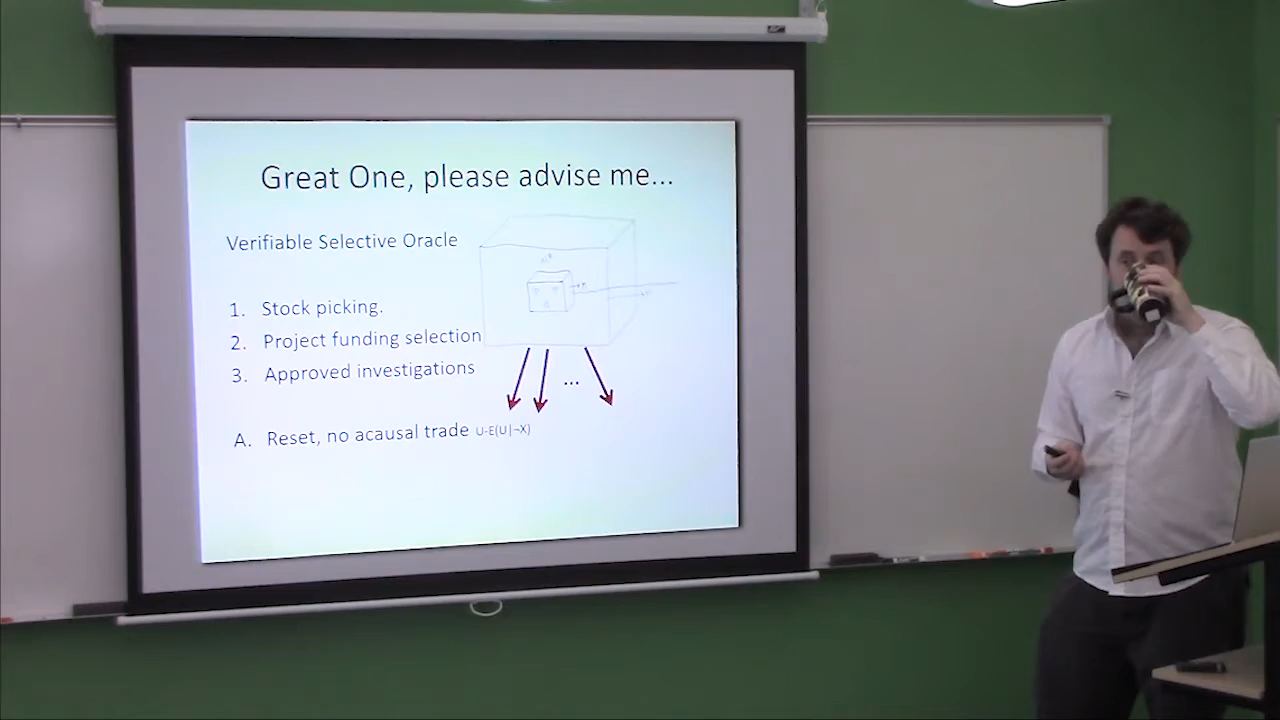 Great One, please advise me...
Verifiable Selective Oracle
1. Stock picking.
2. Project funding selection
3. Approved investigations
...
A. Reset, no acausal trade U-E(U|¬X)